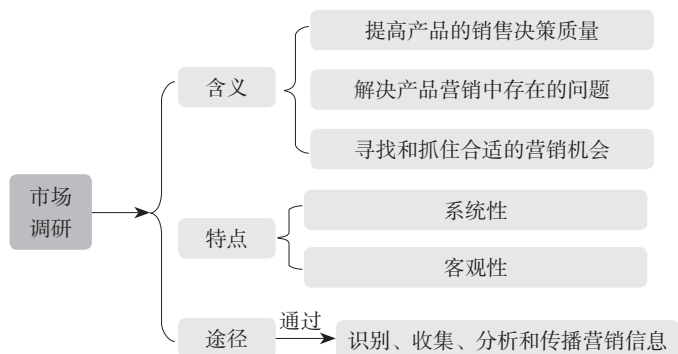 提高产品的销售决策质量
含义
解决产品营销中存在的问题
寻找和抓住合适的营销机会
市场
调研
系统性
特点
客观性
通过
途径
识别、收集、分析和传播营销信息